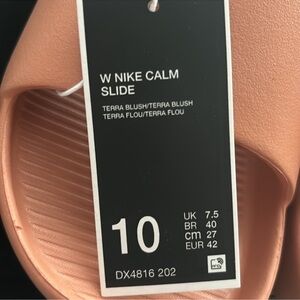 W NIKE CALM
SLIDE
TERRA BLUSH/TERRA BLUSH
TERRA FLOU/TERRA FLOU
10
UK 7.5
BR 40
cm 27
EUR 42
DX4816 202